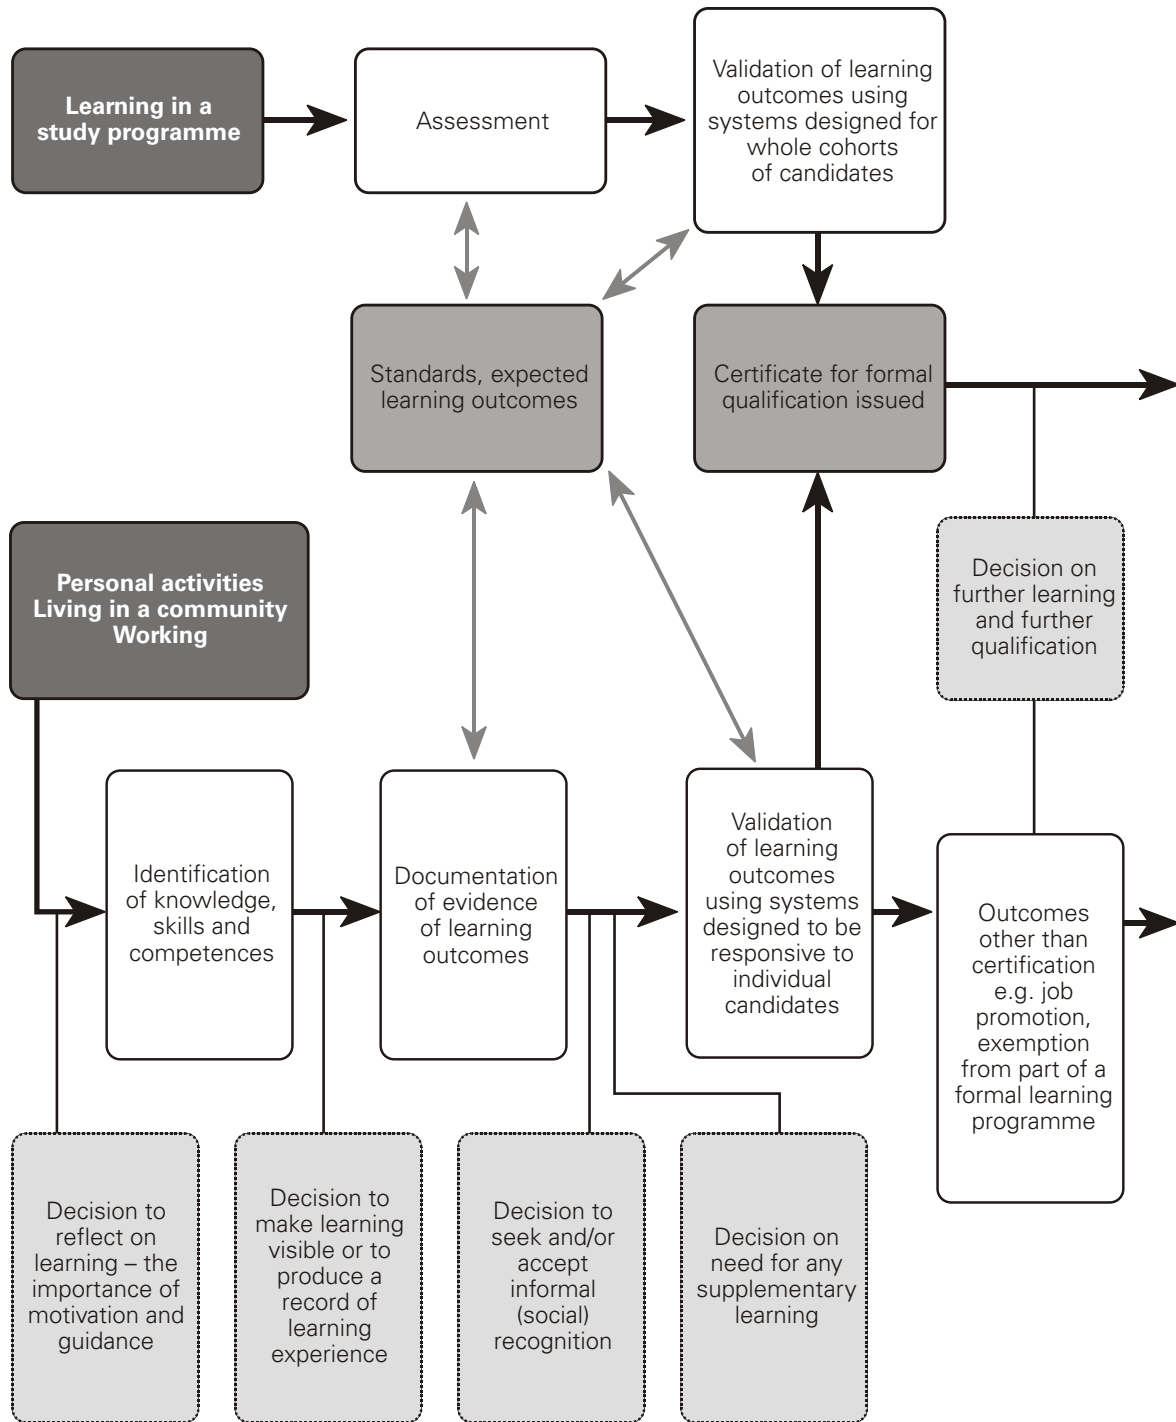 Learning in a
study programme
Assessment
Validation of learning
outcomes using
systems designed for
whole cohorts
of candidates
Standards, expected
learning outcomes
Certificate for formal
qualification issued
Personal activities
Living in a community
Working
Decision on
further learning
and further
qualification
Identification
of knowledge,
skills and
competences
Documentation
of evidence
of learning
outcomes
Validation
of learning
outcomes
using systems
designed to be
responsive to
individual
candidates
Outcomes
other than
certification
e.g. job
promotion,
exemption
from part of a
formal learning
programme
Decision to
reflect on
learning – the
importance of
motivation and
guidance
Decision to
make learning
visible or to
produce a
record of
learning
experience
Decision to
seek and/or
accept
informal
(social)
recognition
Decision on
need for any
supplementary
learning